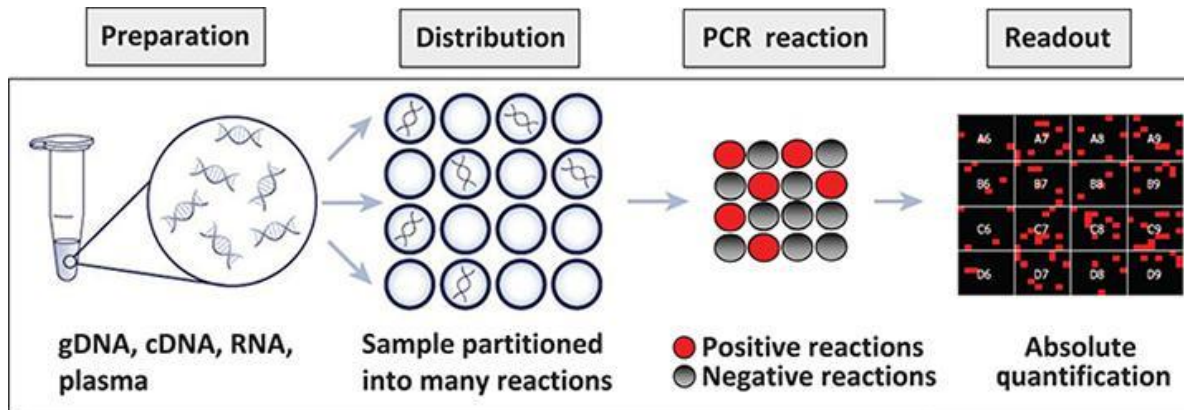 Preparation
Distribution
PCR reaction
Readout
A6 A7 A8 A9
B6 B7 B8 B9
C6 C7 C8 C9
D6 D7 D8 D9
gDNA, cDNA, RNA,
plasma
Sample partitioned
into many reactions
Positive reactions
Negative reactions
Absolute
quantification